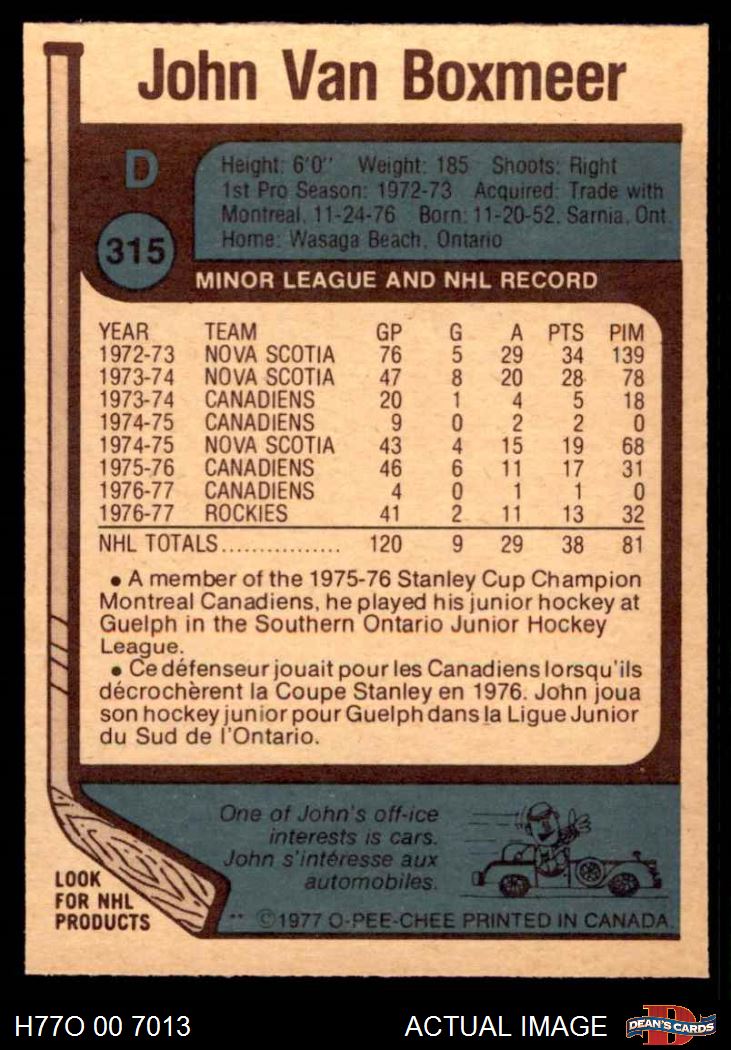 John Van Boxmeer
D
315
Height: 6'0" Weight: 185 Shoots: Right
1st Pro Season: 1972-73 Acquired: Trade with
Montreal, 11-24-76 Born: 11-20-52, Sarnia, Ont.
Home: Wasaga Beach, Ontario
MINOR LEAGUE AND NHL RECORD
YEAR TEAM GP G A PTS PIM
1972-73 NOVA SCOTIA 76 5 29 34 139
1973-74 NOVA SCOTIA 47 8 20 28 78
1973-74 CANADIENS 20 1 4 5 18
1974-75 CANADIENS 9 0 2 2 0
1974-75 NOVA SCOTIA 43 4 15 19 68
1975-76 CANADIENS 46 6 11 17 31
1976-77 CANADIENS 4 0 1 1 0
1976-77 ROCKIES 41 2 11 13 32
NHL TOTALS................. 120 9 29 38 81
• A member of the 1975-76 Stanley Cup Champion
Montreal Canadiens, he played his junior hockey at
Guelph in the Southern Ontario Junior Hockey
League.
• Ce défenseur jouait pour les Canadiens lorsqu'ils
décrochèrent la Coupe Stanley en 1976. John joua
son hockey junior pour Guelph dans la Ligue Junior
du Sud de l'Ontario.
One of John's off-ice
interests is cars.
John s'intéresse aux
automobiles.
LOOK
FOR NHL
PRODUCTS
** ©1977 O-PEE-CHEE PRINTED IN CANADA.
H77O 00 7013
ACTUAL IMAGE
D
DEAN'S CARDS